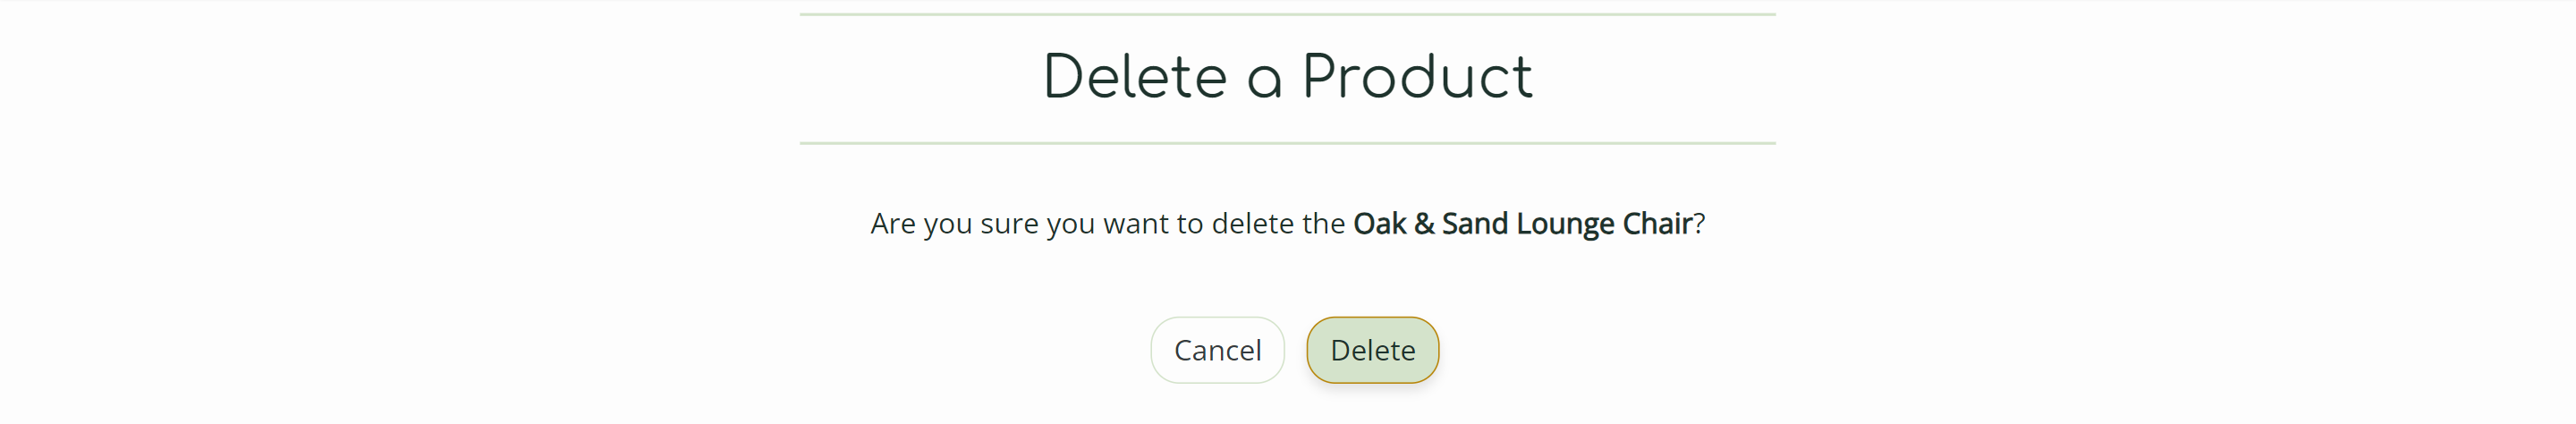 Delete a Product
Are you sure you want to delete the Oak & Sand Lounge Chair?
Cancel Delete